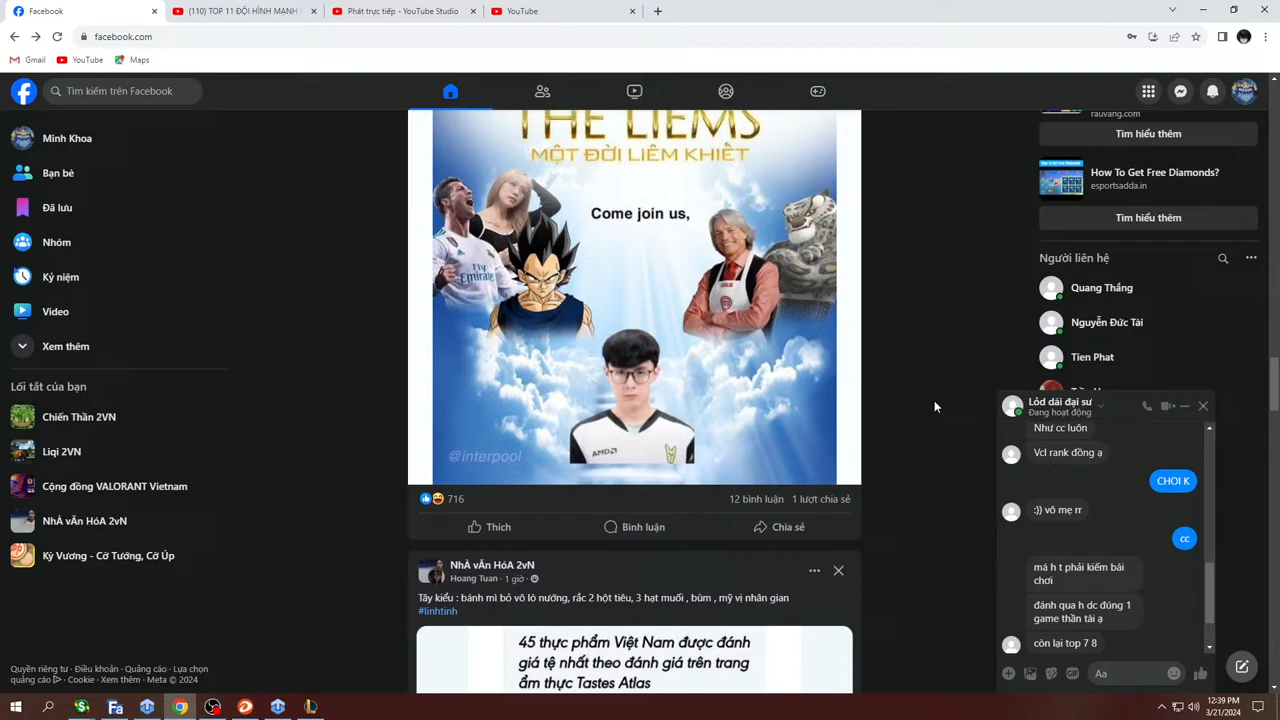 Facebook
(110) TOP 11 ĐỘI HÌNH MẠNH
Phát trực tiếp - YouTube Studio
YouTube
facebook.com
Gmail
YouTube
Maps
Tìm kiếm trên Facebook
Minh Khoa
Bạn bè
Đã lưu
Nhóm
Kỷ niệm
Video
Xem thêm
Lối tắt của bạn
Chiến Thần 2VN
Liqi 2VN
Cộng đồng VALORANT Vietnam
NhÀ vĂn HóA 2vN
Kỳ Vương - Cờ Tướng, Cờ Úp
Quyền riêng tư · Điều khoản · Quảng cáo · Lựa chọn
quảng cáo · Cookie · Xem thêm · Meta © 2024
THE LIEMS
MỘT ĐỜI LIÊM KHIẾT
Come join us,
Fly
Emirates
AMD
@interpool
716
12 bình luận
1 lượt chia sẻ
Thích
Bình luận
Chia sẻ
NhÀ vĂn HóA 2vN
Hoang Tuan · 1 giờ ·
Tây kiểu : bánh mì bỏ vô lò nướng, rắc 2 hột tiêu, 3 hạt muối , bùm , mỹ vị nhân gian
#linhtinh
45 thực phẩm Việt Nam được đánh
giá tệ nhất theo đánh giá trên trang
ẩm thực Tastes Atlas
rauvang.com
Tìm hiểu thêm
How To Get Free Diamonds?
esportsadda.in
Tìm hiểu thêm
Người liên hệ
Quang Thắng
Nguyễn Đức Tài
Tien Phat
Lỏd dái đại sư
Đang hoạt động
Như cc luôn
Vcl rank đồng ạ
CHOI K
:)) vô mẹ rr
cc
má h t phải kiếm bài
chơi
đánh qua h dc đúng 1
game thần tài ạ
còn lại top 7 8
Aa
12:39 PM
3/21/2024